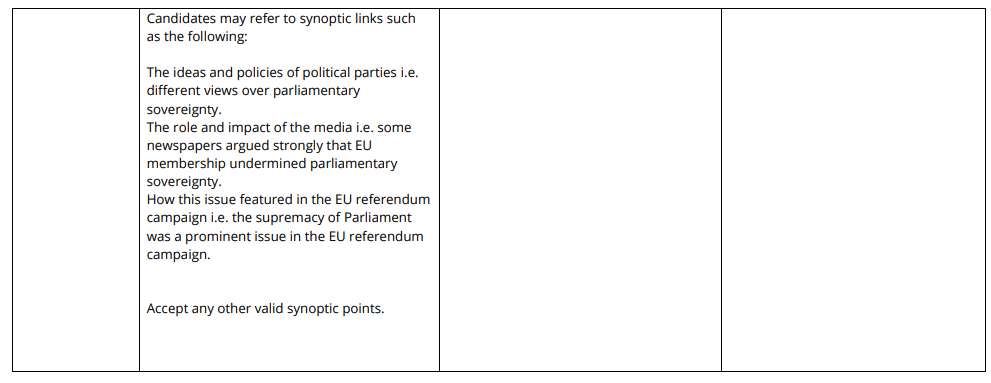 Candidates may refer to synoptic links such
as the following:
The ideas and policies of political parties i.e.
different views over parliamentary
sovereignty.
The role and impact of the media i.e. some
newspapers argued strongly that EU
membership undermined parliamentary
sovereignty.
How this issue featured in the EU referendum
campaign i.e. the supremacy of Parliament
was a prominent issue in the EU referendum
campaign.
Accept any other valid synoptic points.